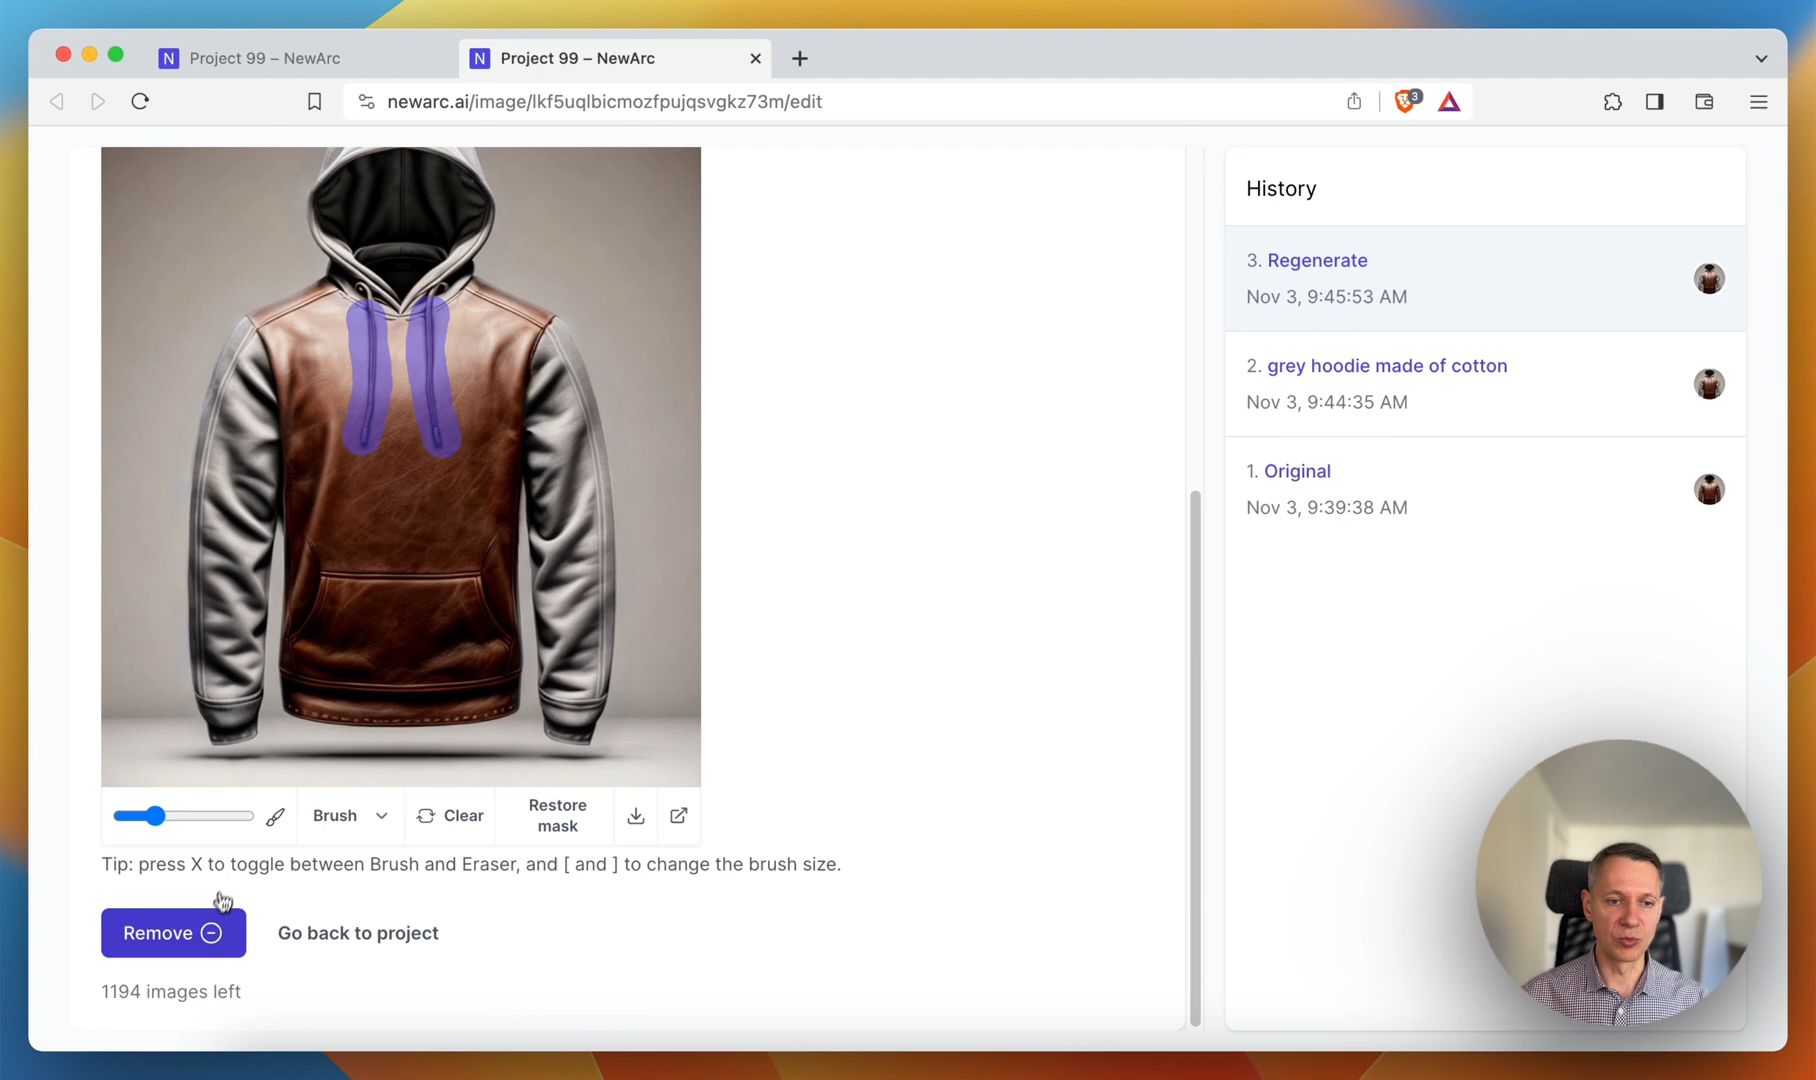 N Project 99 – NewArc
N Project 99 – NewArc
newarc.ai/image/lkf5uqlbicmozfpujqsvgkz73m/edit
3
History
3. Regenerate
Nov 3, 9:45:53 AM
2. grey hoodie made of cotton
Nov 3, 9:44:35 AM
1. Original
Nov 3, 9:39:38 AM
Brush
Clear
Restore
mask
Tip: press X to toggle between Brush and Eraser, and [ and ] to change the brush size.
Remove
Go back to project
1194 images left